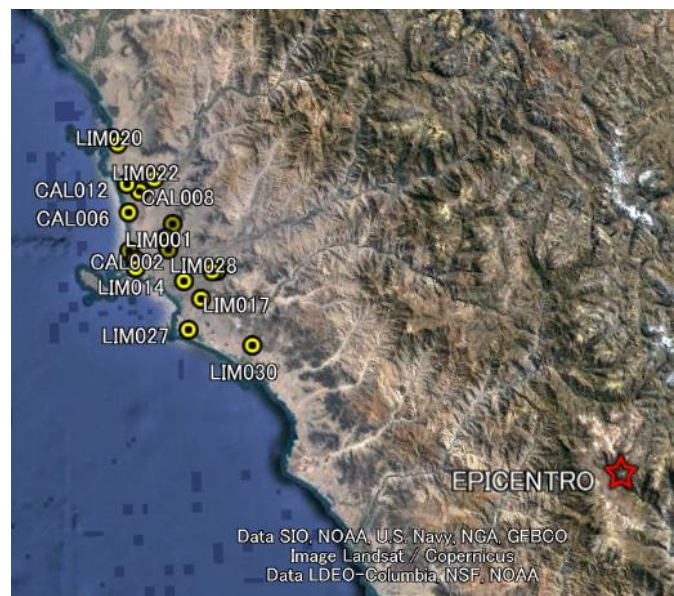 LIM020
LIM022
CAL012
CAL008
CAL006
LIM001
CAL002
LIM028
LIM014
LIM017
LIM027
LIM030
EPICENTRO
Data SIO, NOAA, U.S. Navy, NGA, GEBCO
Image Landsat / Copernicus
Data LDEO-Columbia, NSF, NOAA